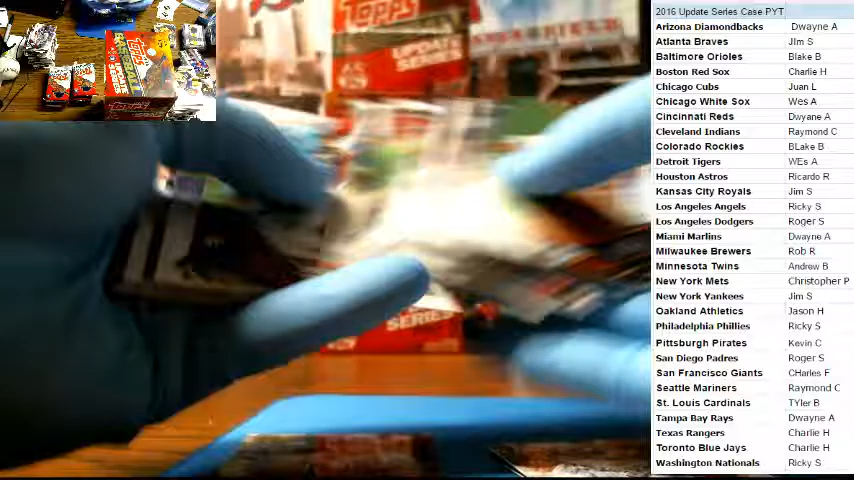 2016 Update Series Case PYT
Arizona Diamondbacks Dwayne A
Atlanta Braves JIm S
Baltimore Orioles Blake B
Boston Red Sox Charlie H
Chicago Cubs Juan L
Chicago White Sox Wes A
Cincinnati Reds Dwyane A
Cleveland Indians Raymond C
Colorado Rockies BLake B
Detroit Tigers WEs A
Houston Astros Ricardo R
Kansas City Royals Jim S
Los Angeles Angels Ricky S
Los Angeles Dodgers Roger S
Miami Marlins Dwayne A
Milwaukee Brewers Rob R
Minnesota Twins Andrew B
New York Mets Christopher P
New York Yankees Jim S
Oakland Athletics Jason H
Philadelphia Phillies Ricky S
Pittsburgh Pirates Kevin C
San Diego Padres Roger S
San Francisco Giants CHarles F
Seattle Mariners Raymond C
St. Louis Cardinals TYler B
Tampa Bay Rays Dwayne A
Texas Rangers Charlie H
Toronto Blue Jays Charlie H
Washington Nationals Ricky S
Topps
UPDATE
SERIES
SERIES
Topps
BASEBALL